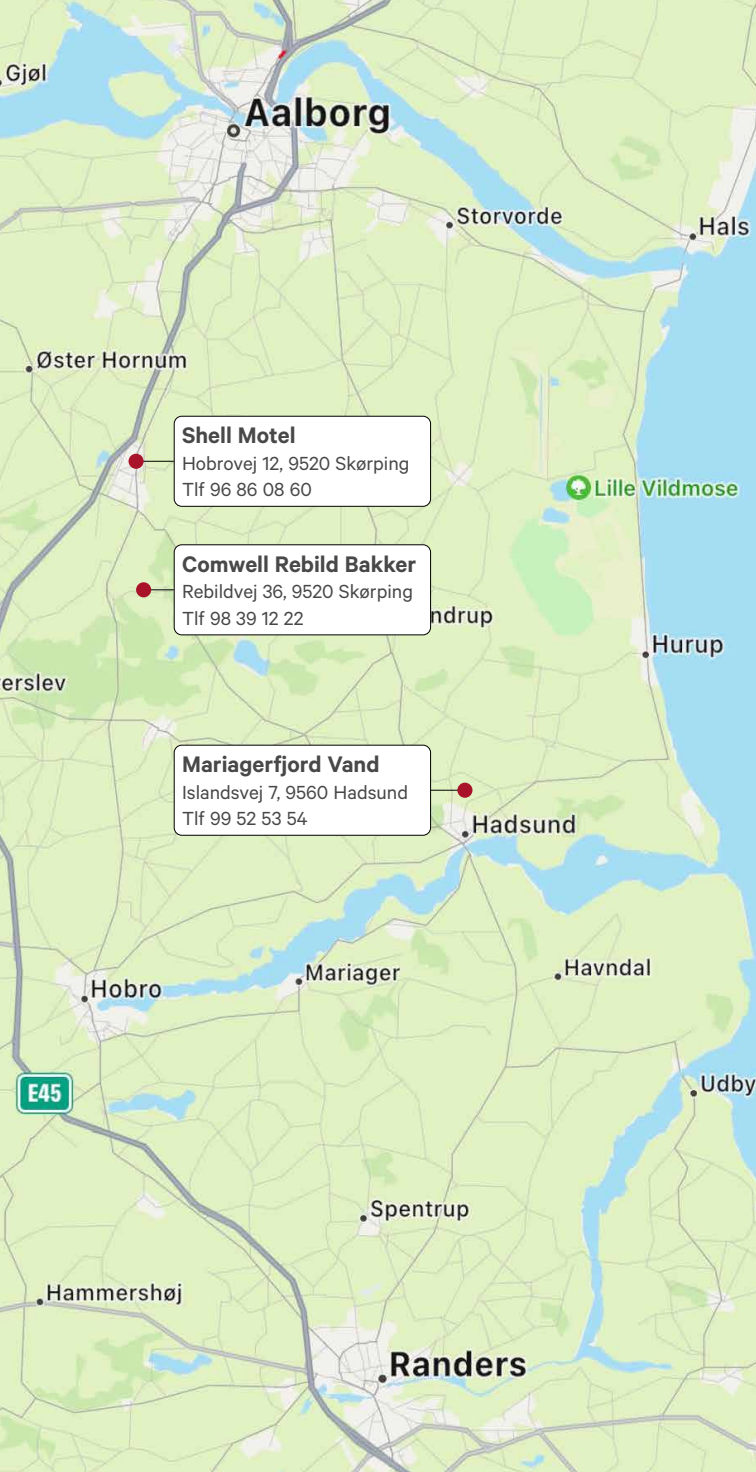 Gjøl
Aalborg
Storvorde
Hals
Øster Hornum
Shell Motel
Hobrovej 12, 9520 Skørping
Tlf 96 86 08 60
Lille Vildmose
Comwell Rebild Bakker
Rebildvej 36, 9520 Skørping
Tlf 98 39 12 22
ndrup
Hurup
erslev
Mariagerfjord Vand
Islandsvej 7, 9560 Hadsund
Tlf 99 52 53 54
Hadsund
Mariager
Havndal
Hobro
E45
Udby
Spentrup
Hammershøj
Randers